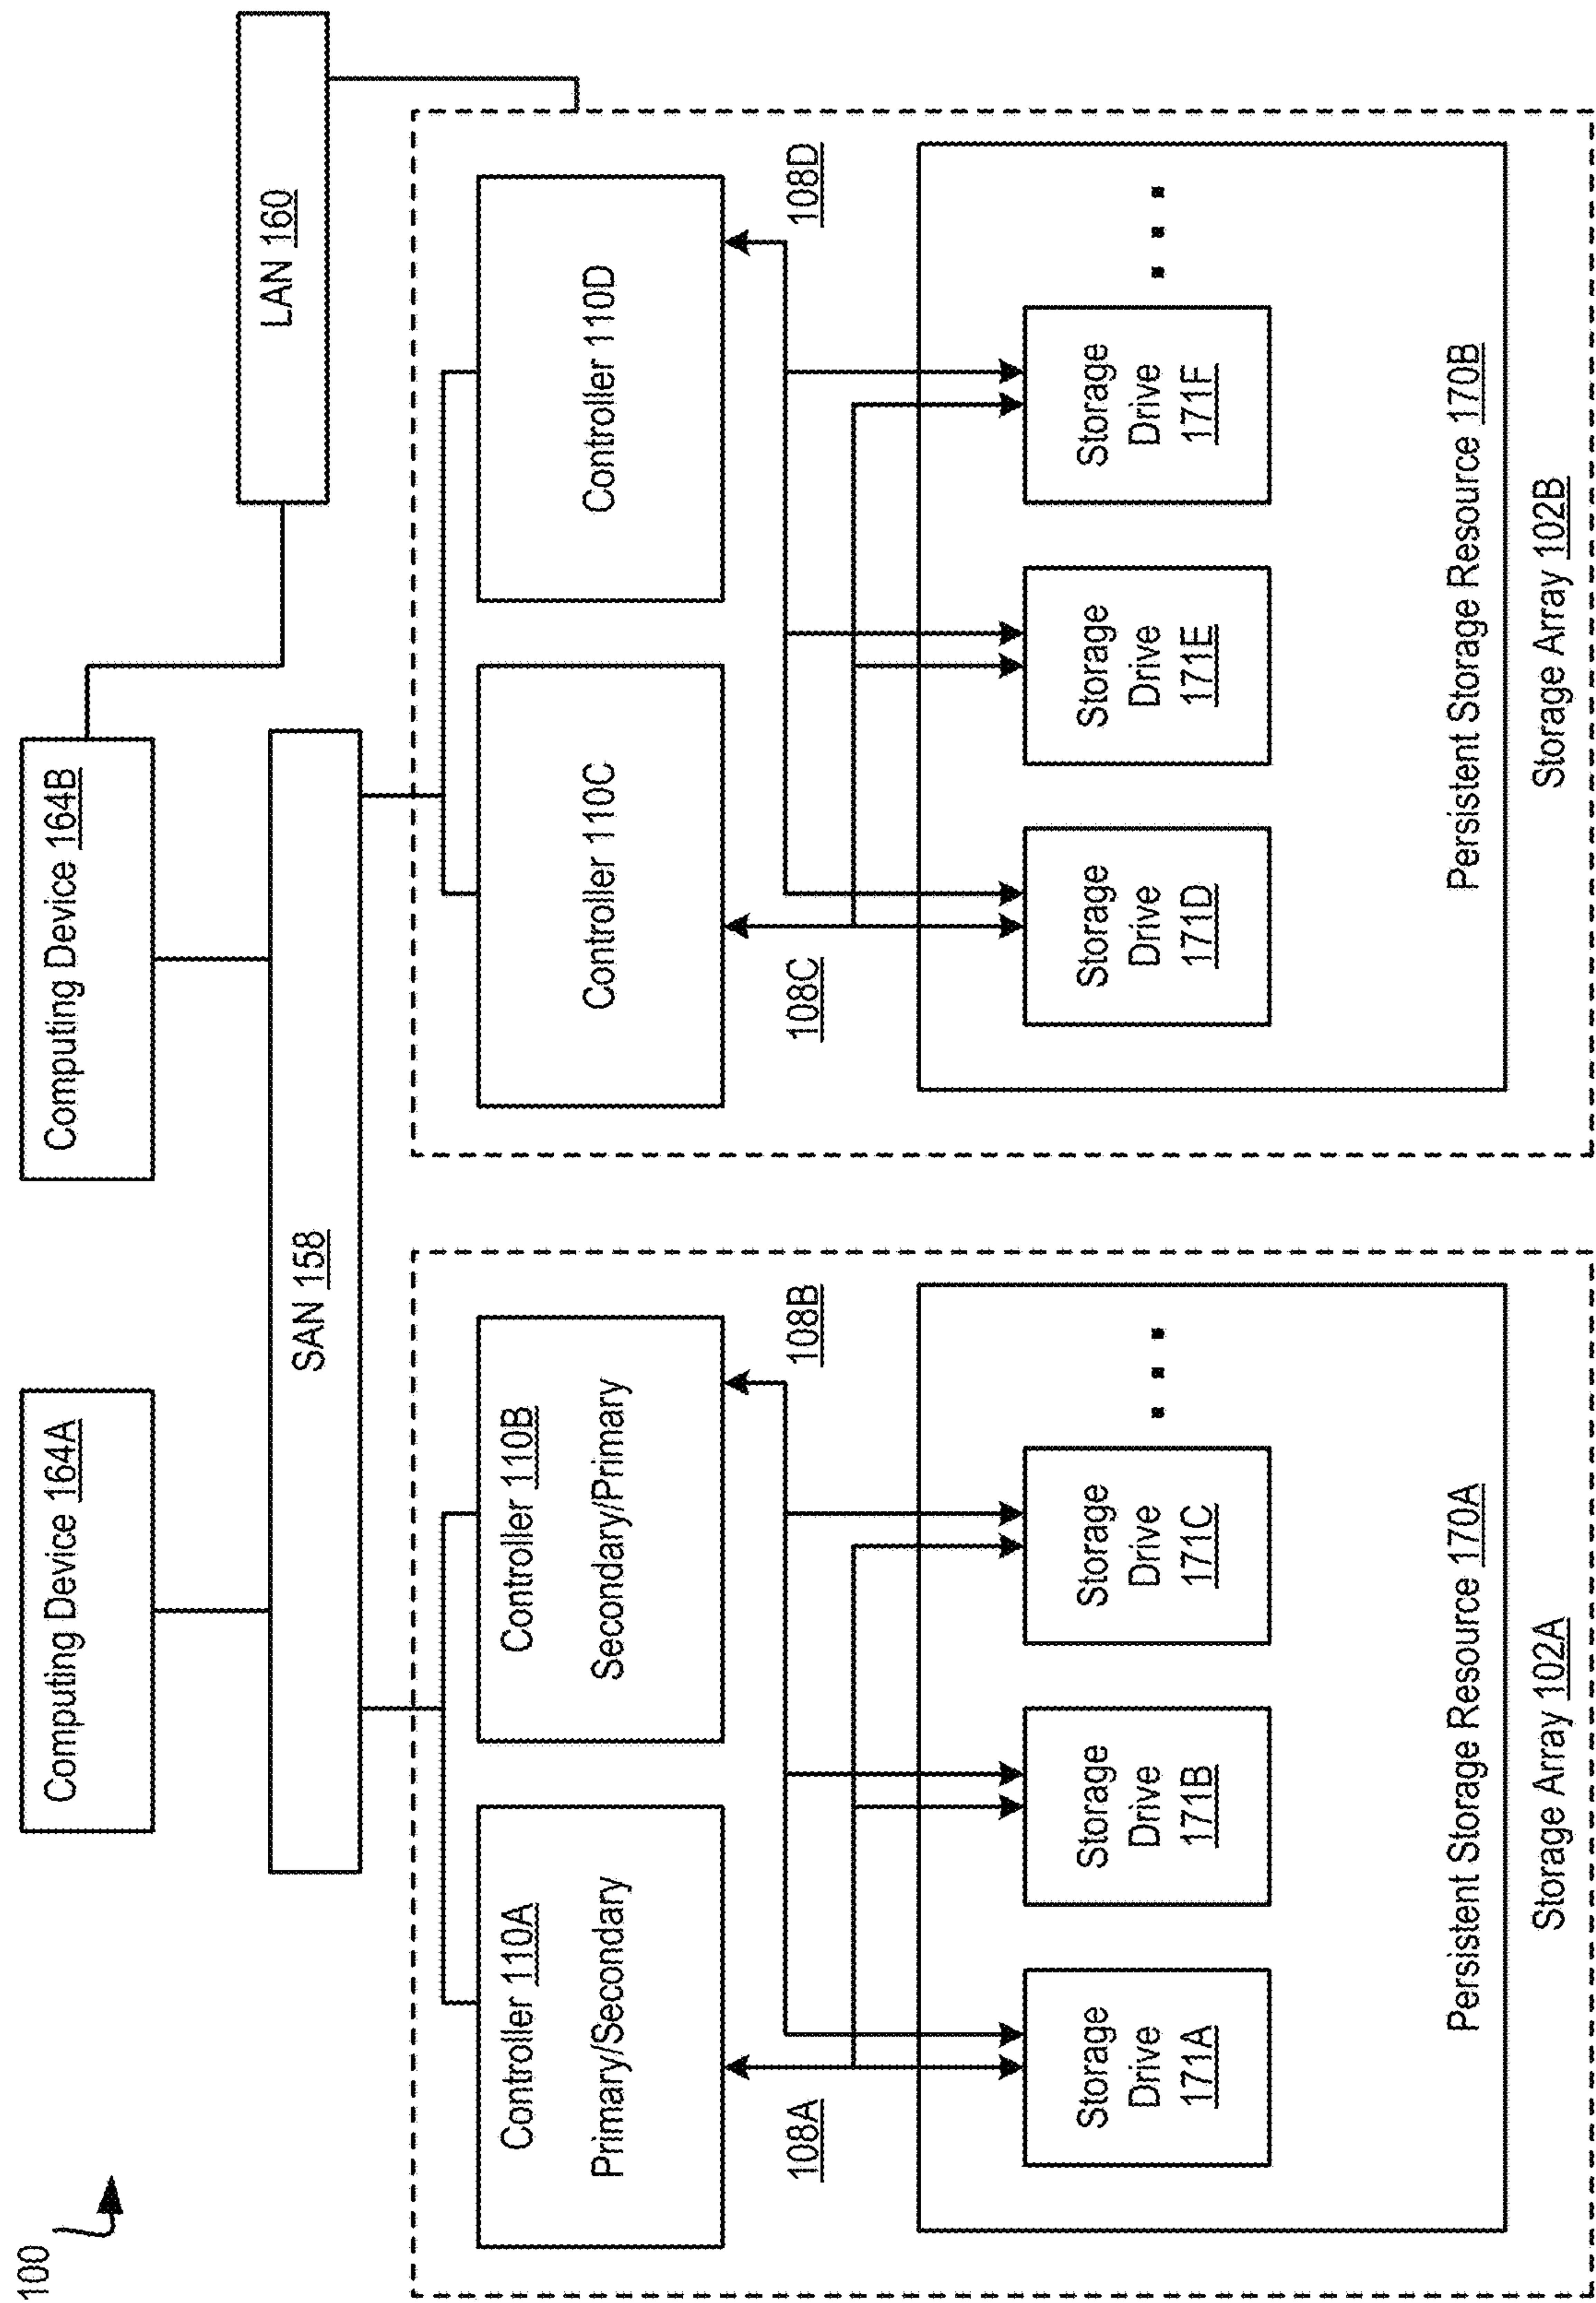 100
Computing Device 164A
Computing Device 164B
SAN 158
LAN 160
Controller 110A
Primary/Secondary
Controller 110B
Secondary/Primary
Controller 110C
Controller 110D
108A
108B
108C
108D
Storage
Drive
171A
Storage
Drive
171B
Storage
Drive
171C
Storage
Drive
171D
Storage
Drive
171E
Storage
Drive
171F
Persistent Storage Resource 170A
Persistent Storage Resource 170B
Storage Array 102A
Storage Array 102B